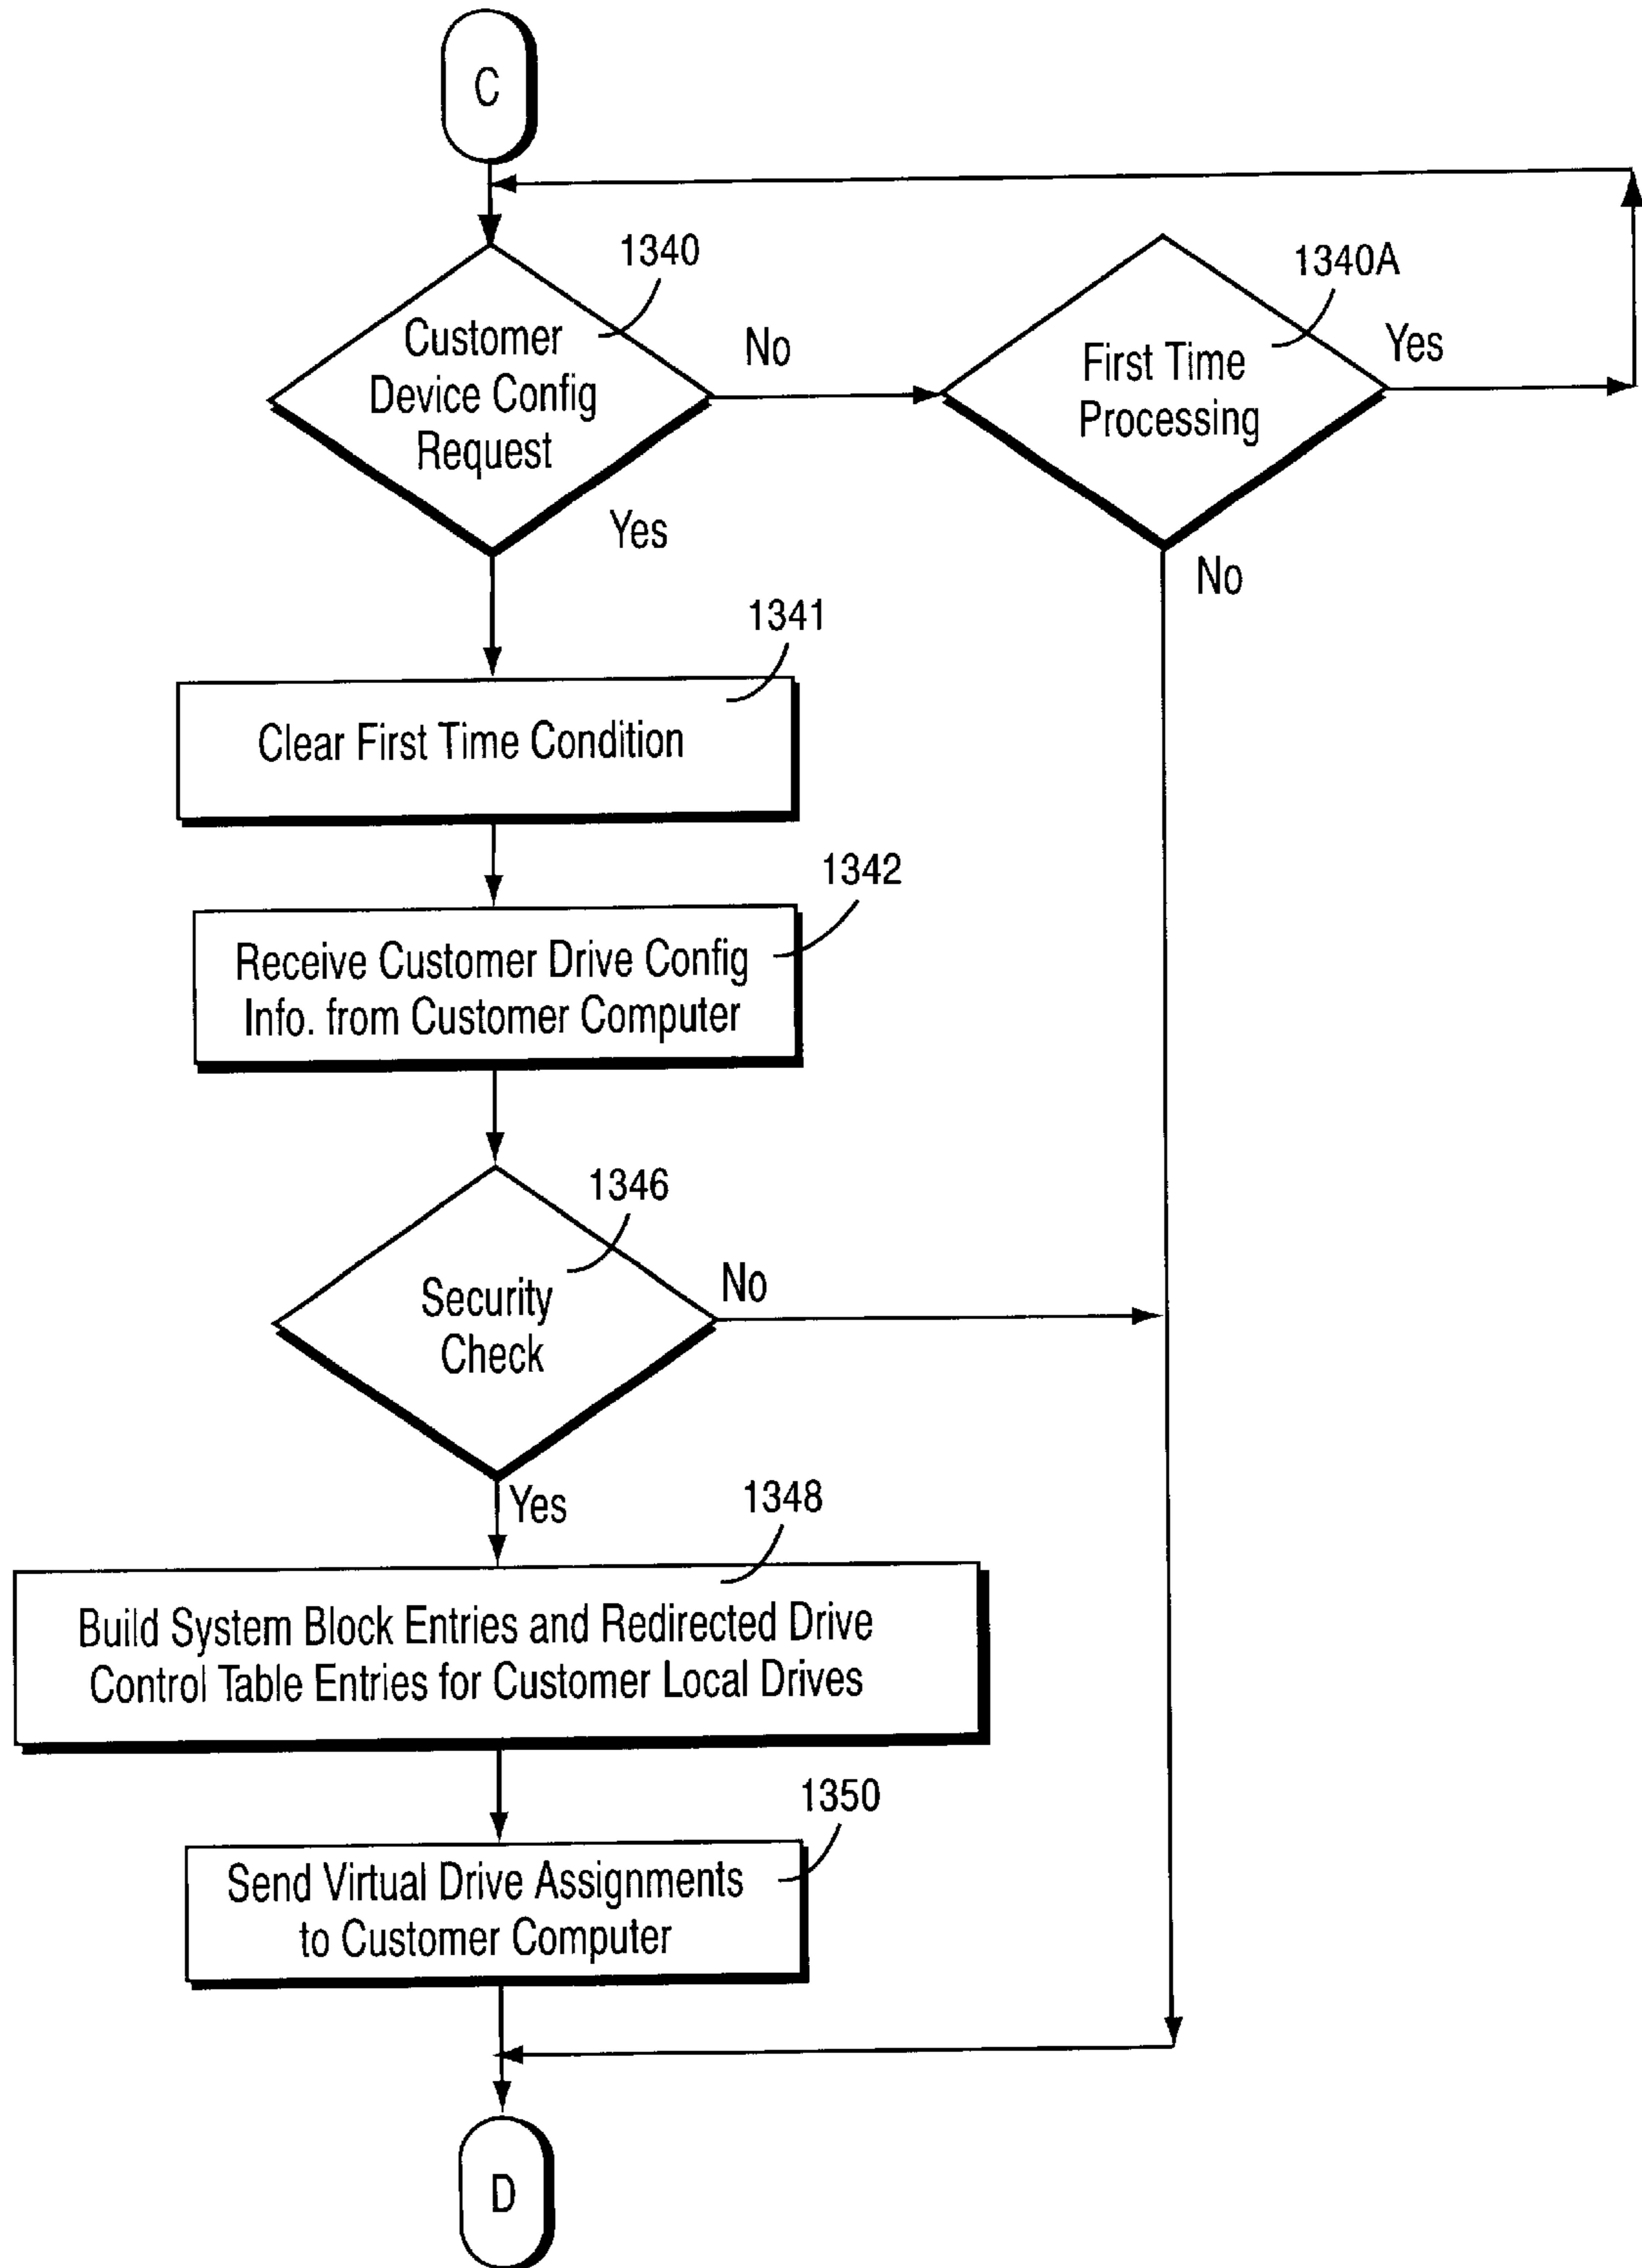 C
1340
Customer
Device Config
Request
No
Yes
1340A
First Time
Processing
Yes
No
1341
Clear First Time Condition
1342
Receive Customer Drive Config
Info. from Customer Computer
1346
Security
Check
No
Yes
1348
Build System Block Entries and Redirected Drive
Control Table Entries for Customer Local Drives
1350
Send Virtual Drive Assignments
to Customer Computer
D